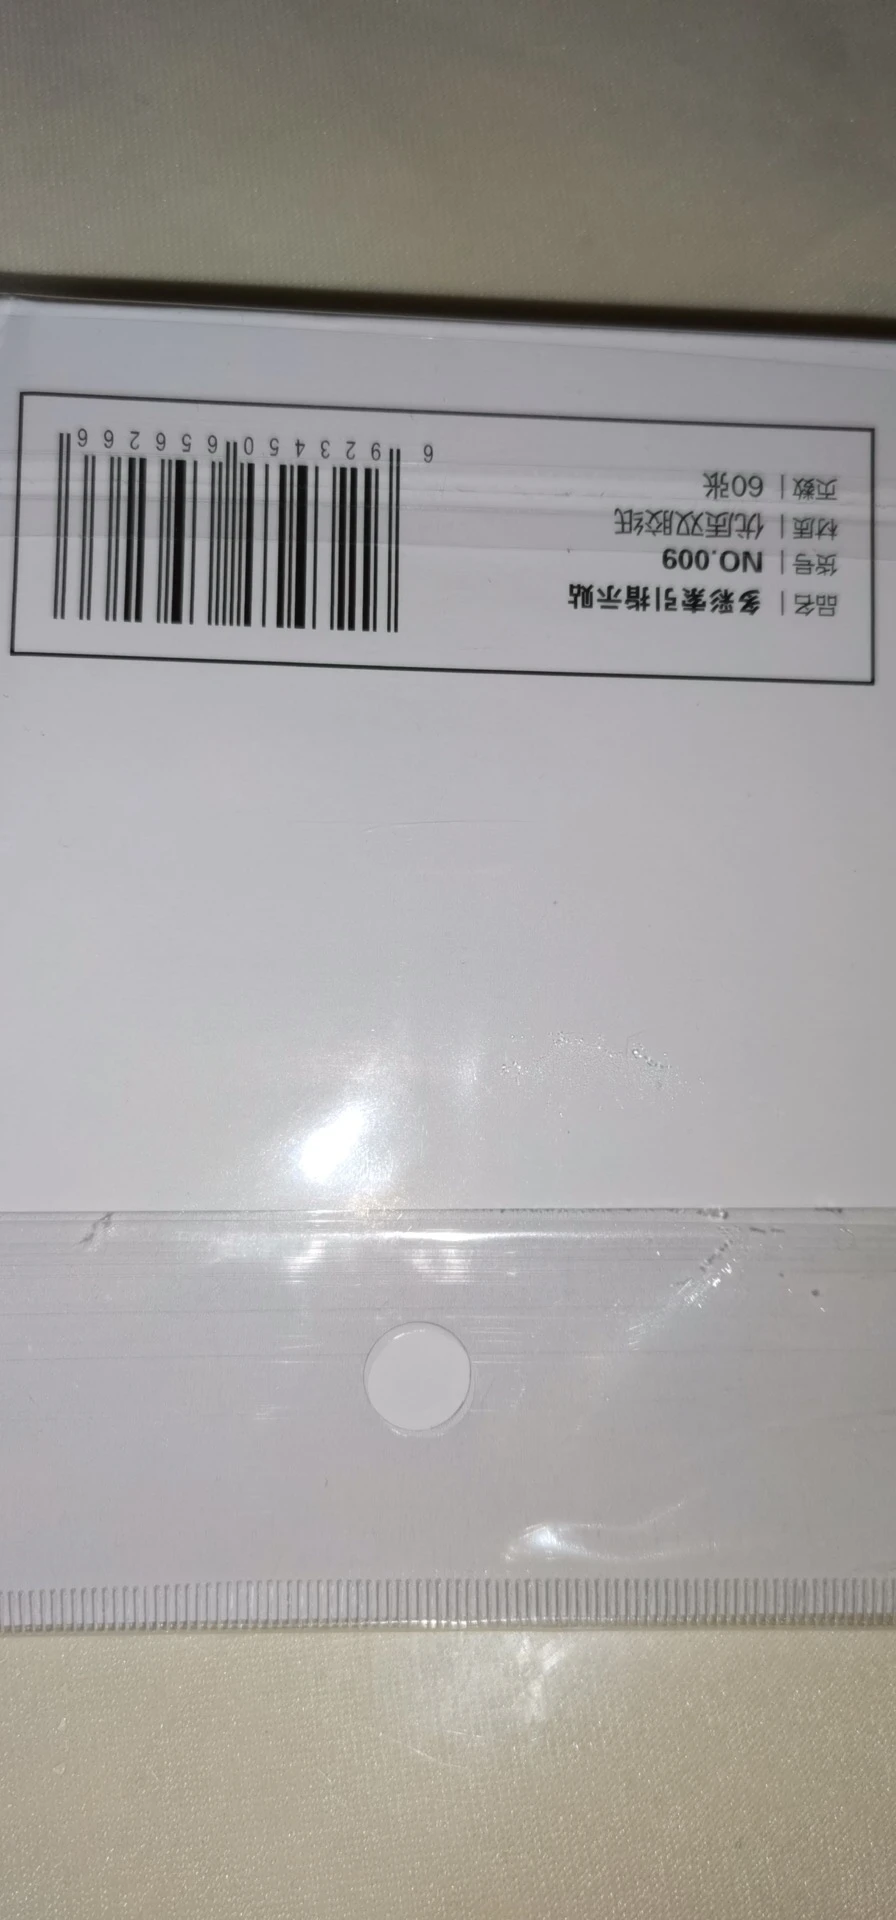 品名 | 多彩索引指示贴
货号 | NO.009
材质 | 优质双胶纸
页数 | 60张
6 923450 656266